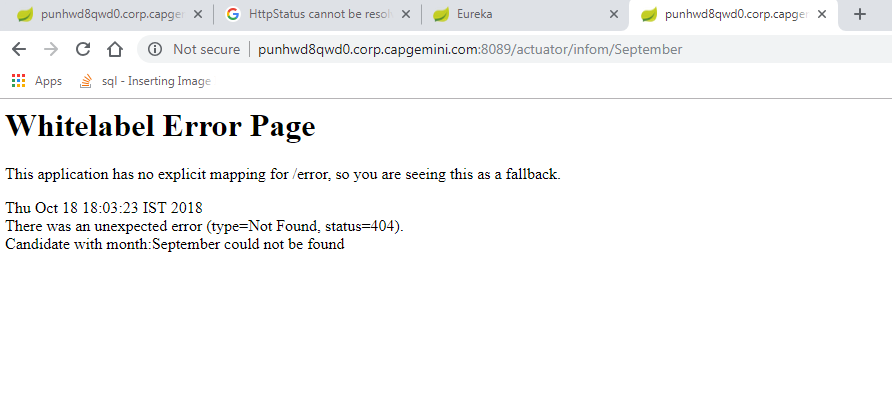 punhwd8qwd0.corp.capge
HttpStatus cannot be resol
Eureka
punhwd8qwd0.corp.capge
Not secure
punhwd8qwd0.corp.capgemini.com:8089/actuator/infom/September
Apps
sql - Inserting Image
Whitelabel Error Page
This application has no explicit mapping for /error, so you are seeing this as a fallback.
Thu Oct 18 18:03:23 IST 2018
There was an unexpected error (type=Not Found, status=404).
Candidate with month:September could not be found